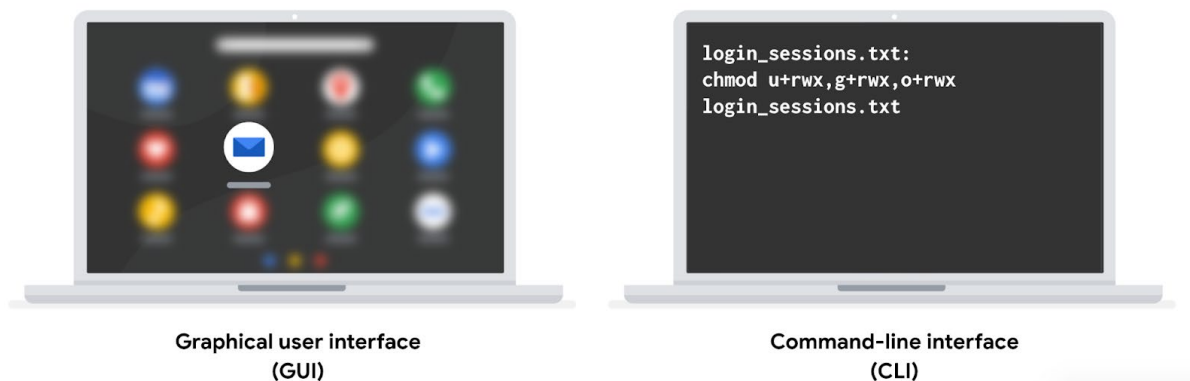 login_sessions.txt:
chmod u+rwx,g+rwx,o+rwx
login_sessions.txt
Graphical user interface
(GUI)
Command-line interface
(CLI)